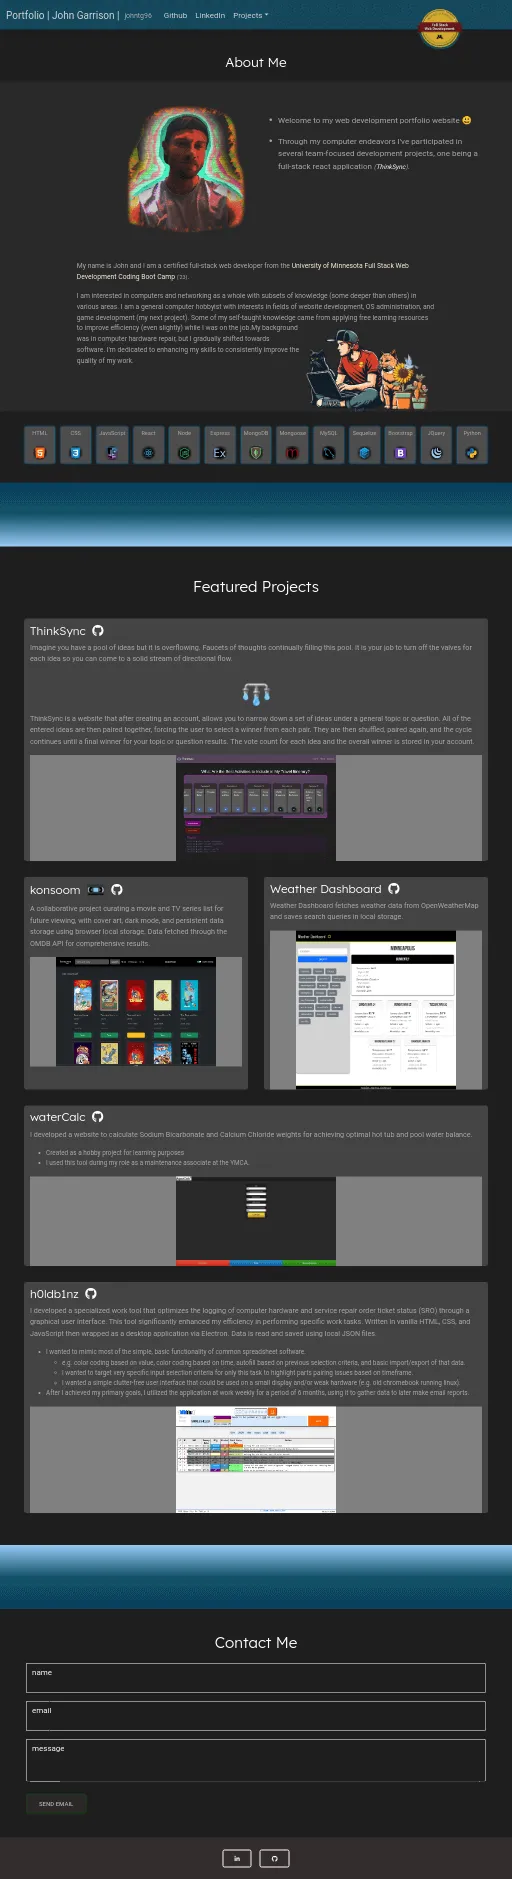 Portfolio | John Garrison | johntg96 Github LinkedIn Projects
Full Stack
Web Development
About Me
Welcome to my web development portfolio website 😃
Through my computer endeavors I've participated in
several team-focused development projects, one being a
full-stack react application (ThinkSync).
My name is John and I am a certified full-stack web developer from the University of Minnesota Full Stack Web
Development Coding Boot Camp
I am interested in computers and networking as a whole with subsets of knowledge (some deeper than others) in
various areas. I am a general computer hobbyist with interests in fields of website development, OS administration, and
game development (my next project). Some of my self-taught knowledge came from applying free learning resources
to improve efficiency (even slightly) while I was on the job.My background
was in computer hardware repair, but I gradually shifted towards
software. I'm dedicated to enhancing my skills to consistently improve the
quality of my work.
HTML CSS JavaScript React Node Express MongoDB Mongoose MySQL Sequelize Bootstrap JQuery Python
Featured Projects
ThinkSync
Imagine you have a pool of ideas but it is overflowing. Faucets of thoughts continually filling this pool. It is your job to turn off the valves for
each idea so you can come to a solid stream of directional flow.
ThinkSync is a website that after creating an account, allows you to narrow down a set of ideas under a general topic or question. All of the
entered ideas are then paired together, forcing the user to select a winner from each pair. They are then shuffled, paired again, and the cycle
continues until a final winner for your topic or question results. The vote count for each idea and the overall winner is stored in your account.
What Are the Best Activities to Include in My Travel Itinerary?
konsoom
A collaborative project curating a movie and TV series list for
future viewing, with cover art, dark mode, and persistent data
storage using browser local storage. Data fetched through the
OMDB API for comprehensive results.
Weather Dashboard
Weather Dashboard fetches weather data from OpenWeatherMap
and saves search queries in local storage.
Weather Dashboard
MINNEAPOLIS
waterCalc
I developed a website to calculate Sodium Bicarbonate and Calcium Chloride weights for achieving optimal hot tub and pool water balance.
Created as a hobby project for learning purposes
I used this tool during my role as a maintenance associate at the YMCA.
h0ldb1nz
I developed a specialized work tool that optimizes the logging of computer hardware and service repair order ticket status (SRO) through a
graphical user interface. This tool significantly enhanced my efficiency in performing specific work tasks. Written in vanilla HTML, CSS, and
JavaScript then wrapped as a desktop application via Electron. Data is read and saved using local JSON files.
I wanted to mimic most of the simple, basic functionality of common spreadsheet software.
e.g. color coding based on value, color coding based on time, autofill based on previous selection criteria, and basic import/export of that data.
I wanted to target very specific input selection criteria for only this task to highlight parts pairing issues based on timeframe.
I wanted a simple clutter-free user interface that could be used on a small display and/or weak hardware (e.g. old chromebook running linux).
After I achieved my primary goals, I utilized the application at work weekly for a period of 6 months, using it to gather data to later make email reports.
Contact Me
name
email
message
SEND EMAIL